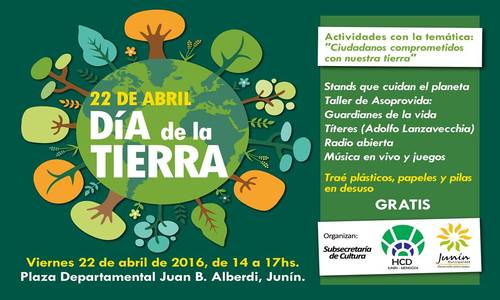 22 DE ABRIL
DíA de la
TIERRA
Viernes 22 de abril de 2016, de 14 a 17hs.
Plaza Departamental Juan B. Alberdi, Junín.
Actividades con la temática:
"Ciudadanos comprometidos
con nuestra tierra"
Stands que cuidan el planeta
Taller de Asoprovida:
Guardianes de la vida
Títeres (Adolfo Lanzavecchia)
Radio abierta
Música en vivo y juegos
Traé plásticos, papeles y pilas
en desuso
GRATIS
Organizan:
Subsecretaría
de Cultura
HCD
JUNIN - MENDOZA
Junín